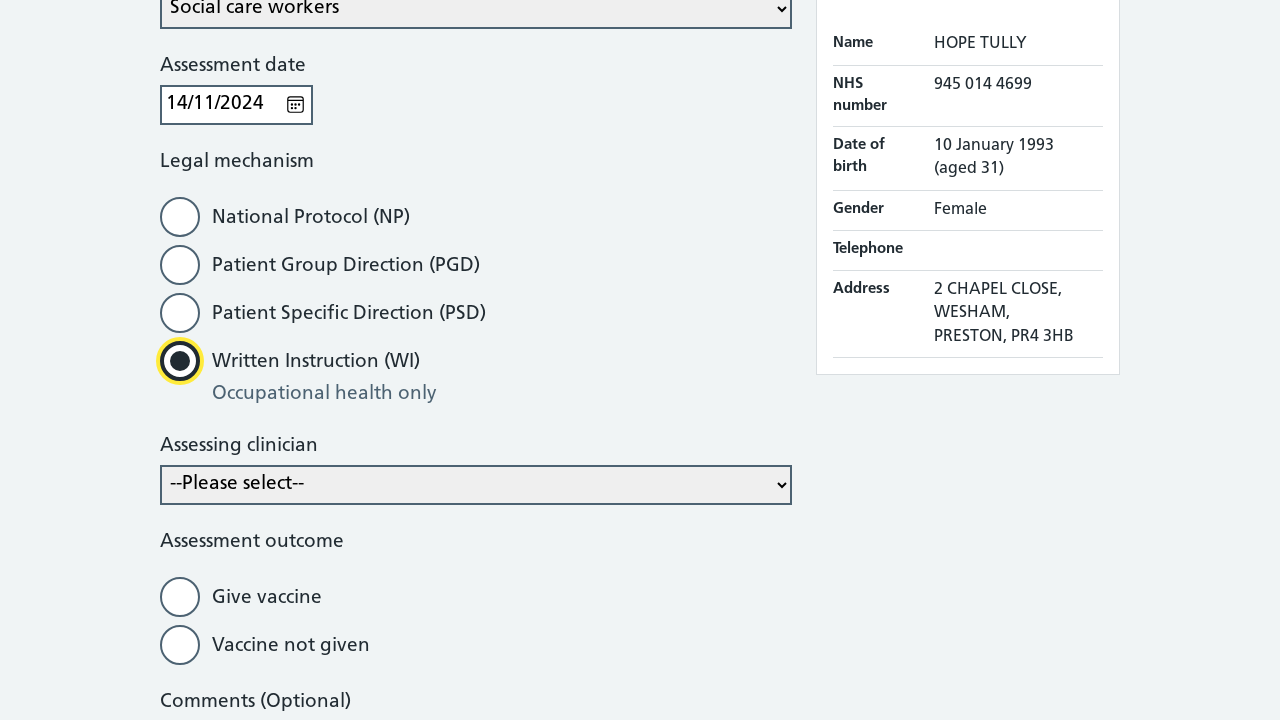 Social care workers
Assessment date
14/11/2024
Legal mechanism
National Protocol (NP)
Patient Group Direction (PGD)
Patient Specific Direction (PSD)
Written Instruction (WI)
Occupational health only
Assessing clinician
--Please select--
Assessment outcome
Give vaccine
Vaccine not given
Comments (Optional)
Name HOPE TULLY
NHS number 945 014 4699
Date of birth 10 January 1993 (aged 31)
Gender Female
Telephone
Address 2 CHAPEL CLOSE,
WESHAM,
PRESTON, PR4 3HB